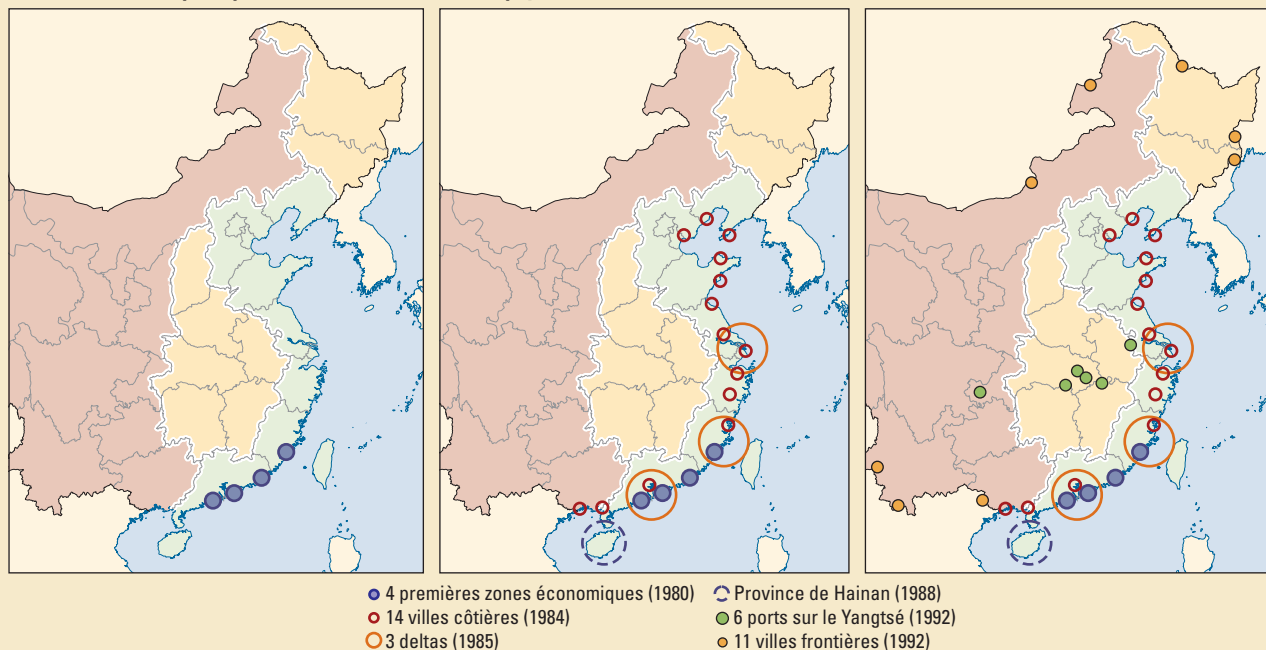 4 premières zones économiques (1980)
14 villes côtières (1984)
3 deltas (1985)
Province de Hainan (1988)
6 ports sur le Yangtsé (1992)
11 villes frontières (1992)